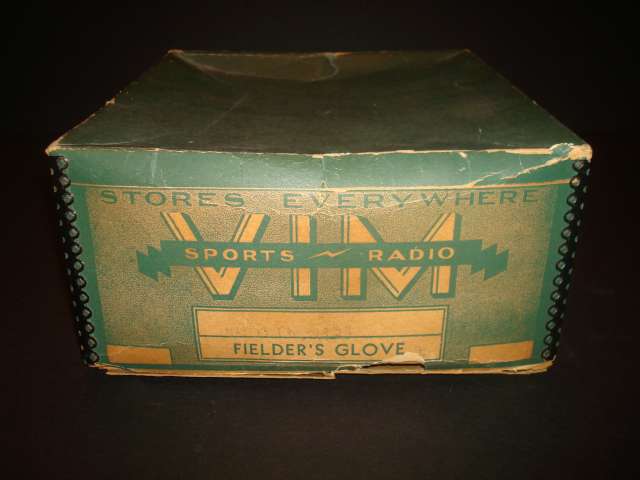 STORES EVERYWHERE
VIM
SPORTS RADIO
FIELDER'S GLOVE